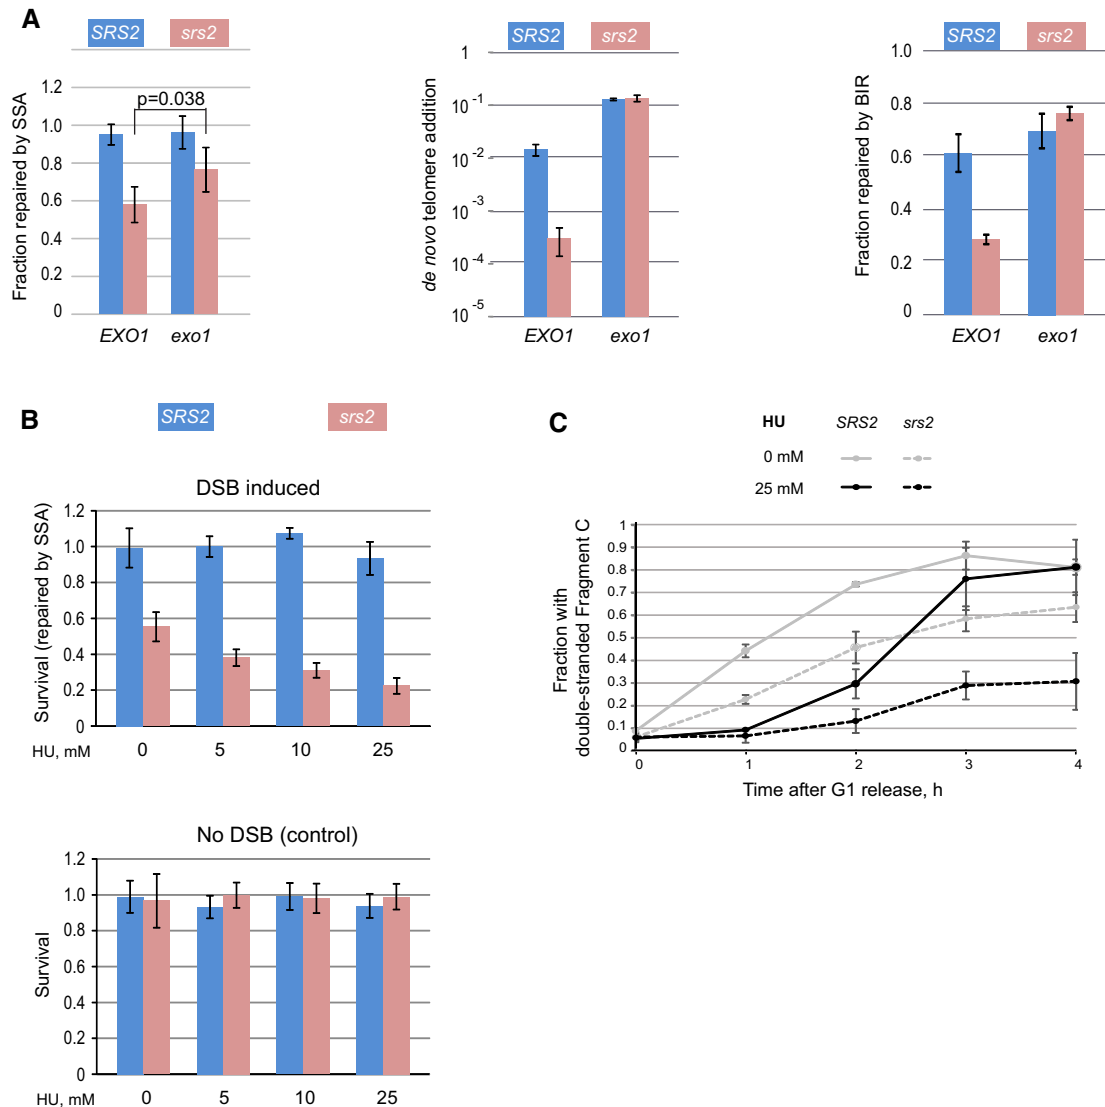 A
SRS2 srs2
Fraction repaired by SSA
1.2
1.0
0.8
0.6
0.4
0.2
0
p=0.038
EXO1 exo1
SRS2 srs2
de novo telomere addition
1
10-1
10-2
10-3
10-4
10-5
EXO1 exo1
SRS2 srs2
Fraction repaired by BIR
1.0
0.8
0.6
0.4
0.2
0
EXO1 exo1
B
SRS2 srs2
DSB induced
Survival (repaired by SSA)
1.2
1.0
0.8
0.6
0.4
0.2
0
HU, mM 0 5 10 25
No DSB (control)
Survival
1.2
1.0
0.8
0.6
0.4
0.2
0
HU, mM 0 5 10 25
C
HU SRS2 srs2
0 mM
25 mM
Fraction with
double-stranded Fragment C
1
0.9
0.8
0.7
0.6
0.5
0.4
0.3
0.2
0.1
0
0 1 2 3 4
Time after G1 release, h